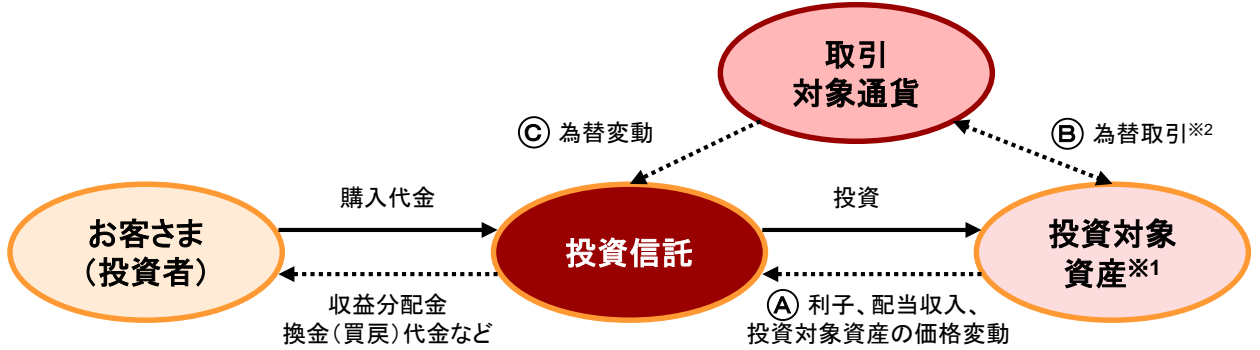 取引
対象通貨
Ⓒ 為替変動
Ⓑ 為替取引※2
購入代金
投資
お客さま
（投資者）
投資信託
投資対象
資産※1
収益分配金
換金（買戻）代金など
Ⓐ 利子、配当収入、
投資対象資産の価格変動